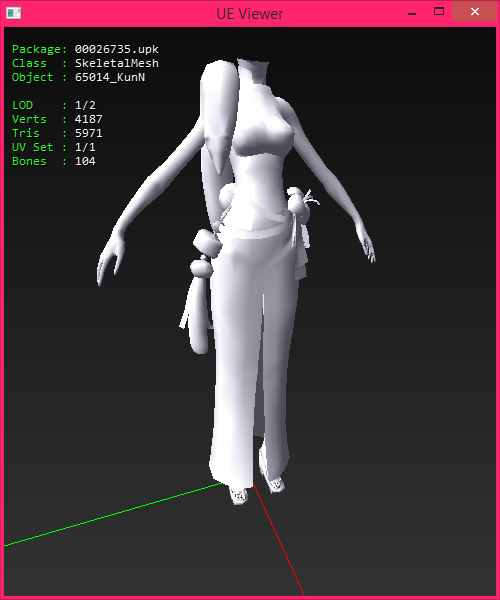 UE Viewer
Package: 00026735.upk
Class  : SkeletalMesh
Object : 65014_KunN
LOD    : 1/2
Verts  : 4187
Tris   : 5971
UV Set : 1/1
Bones  : 104